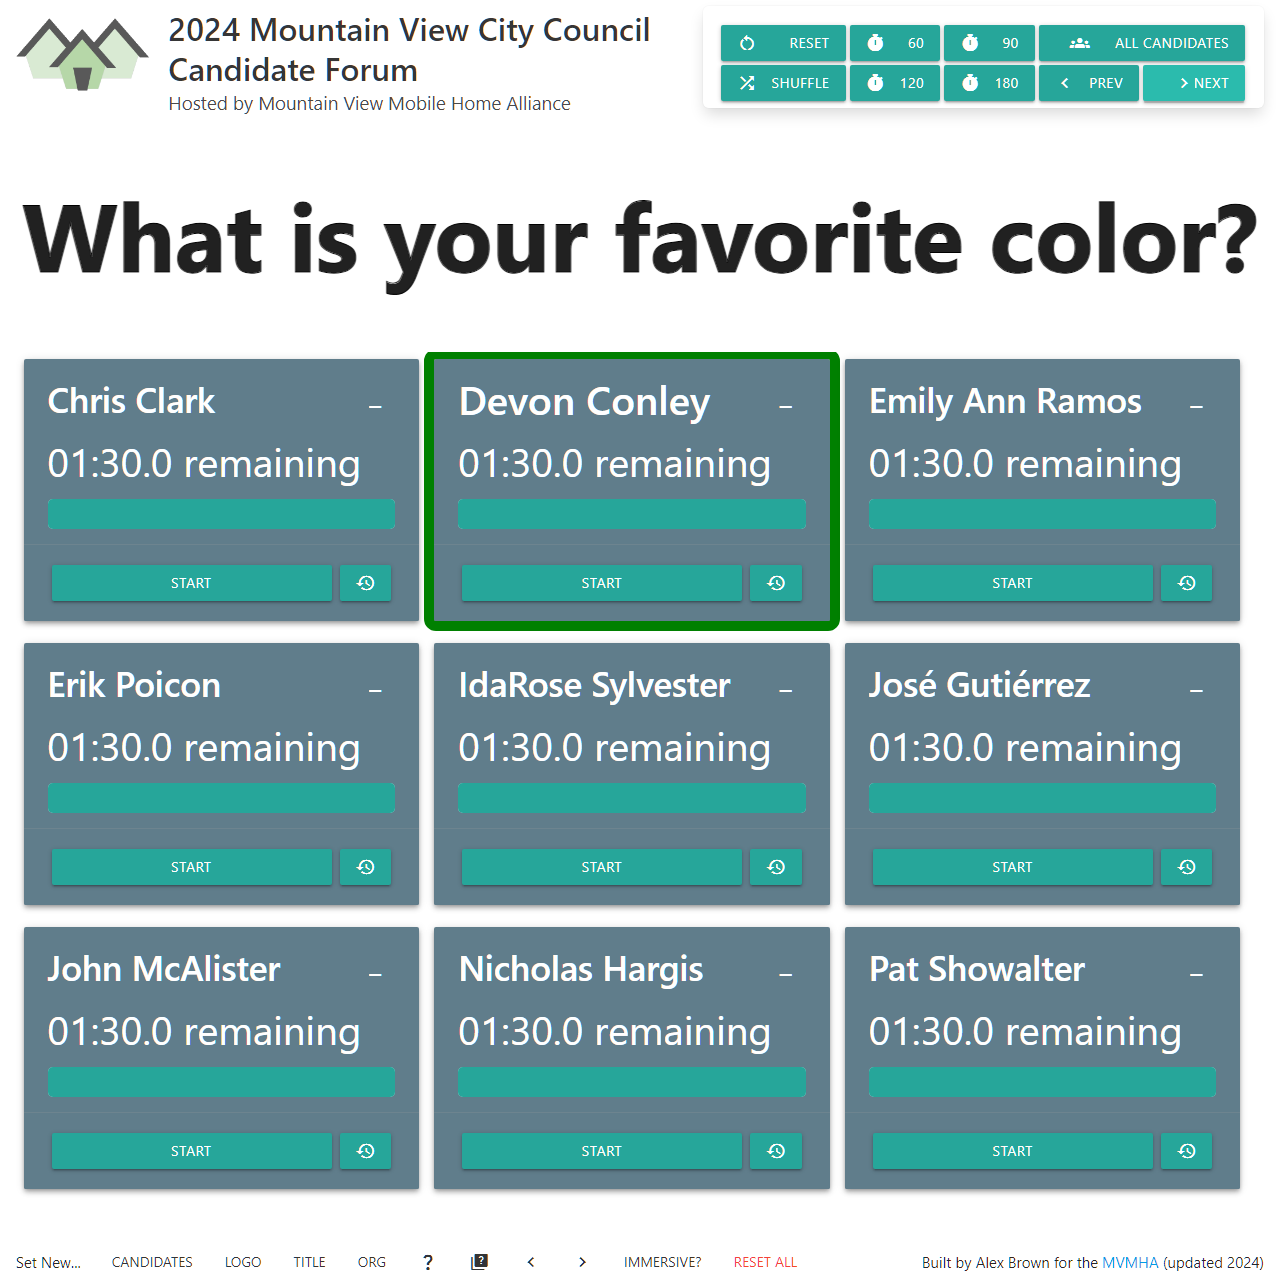 2024 Mountain View City Council
Candidate Forum
Hosted by Mountain View Mobile Home Alliance
RESET 60 90 ALL CANDIDATES
SHUFFLE 120 180 PREV NEXT
What is your favorite color?
Chris Clark
01:30.0 remaining
START
Devon Conley
01:30.0 remaining
START
Emily Ann Ramos
01:30.0 remaining
START
Erik Poicon
01:30.0 remaining
START
IdaRose Sylvester
01:30.0 remaining
START
José Gutiérrez
01:30.0 remaining
START
John McAlister
01:30.0 remaining
START
Nicholas Hargis
01:30.0 remaining
START
Pat Showalter
01:30.0 remaining
START
Set New... CANDIDATES LOGO TITLE ORG ? ? IMMERSIVE? RESET ALL Built by Alex Brown for the MVMHA (updated 2024)